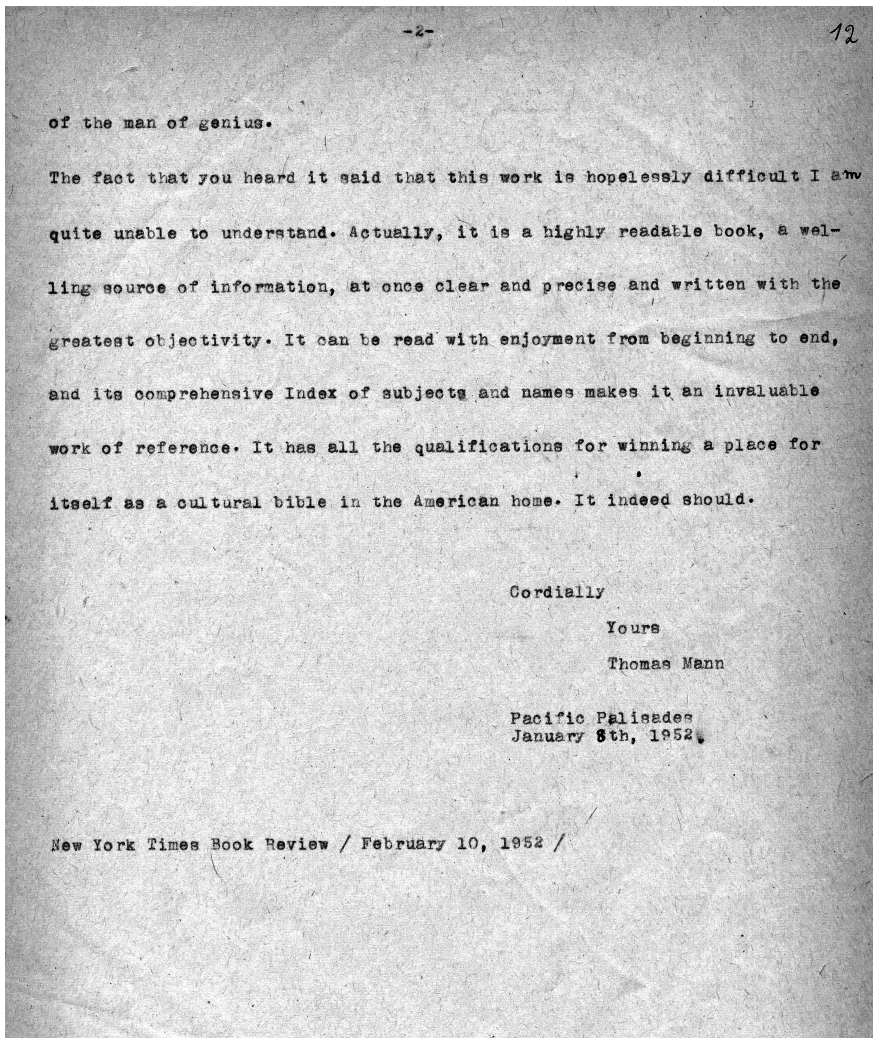 -2-
12
of the man of genius.
The fact that you heard it said that this work is hopelessly difficult I am
quite unable to understand. Actually, it is a highly readable book, a wel-
ling source of information, at once clear and precise and written with the
greatest objectivity. It can be read with enjoyment from beginning to end,
and its comprehensive Index of subjects and names makes it an invaluable
work of reference. It has all the qualifications for winning a place for
itself as a cultural bible in the American home. It indeed should.
Cordially
Yours
Thomas Mann
Pacific Palisades
January 8th, 1952.
New York Times Book Review / February 10, 1952 /